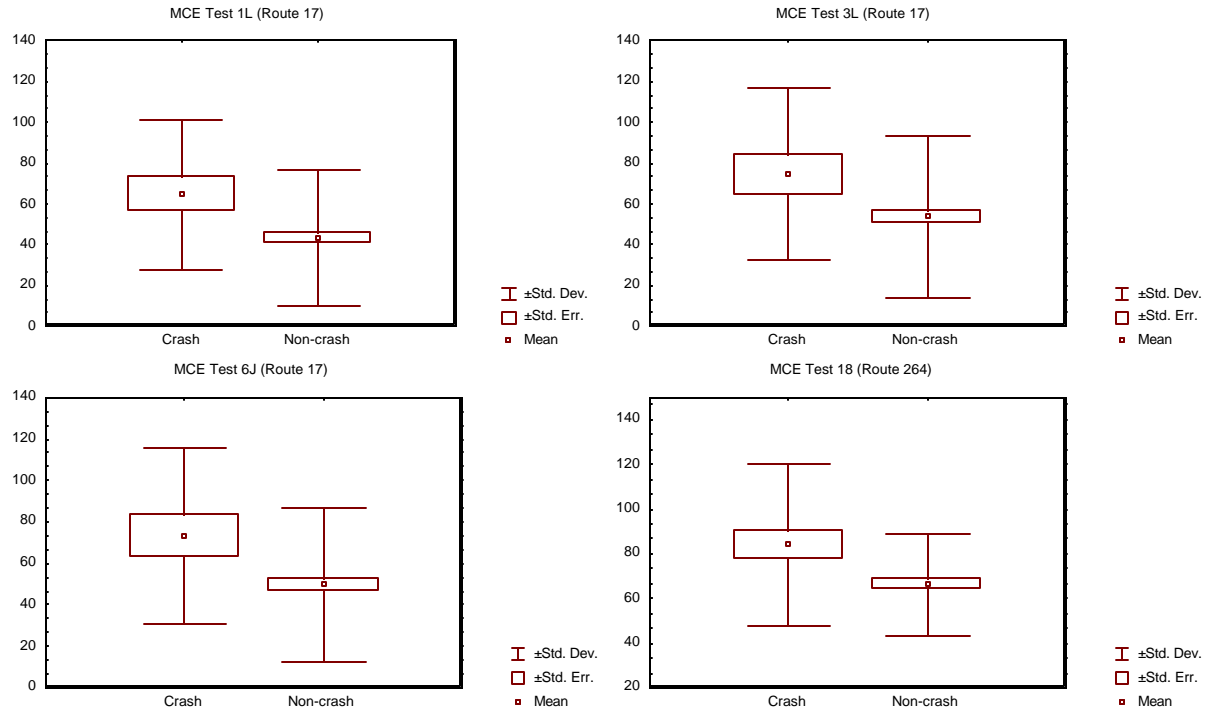 MCE Test 1L (Route 17)
140
120
100
80
60
40
20
0
Crash Non-crash
±Std. Dev.
±Std. Err.
Mean
MCE Test 3L (Route 17)
140
120
100
80
60
40
20
0
Crash Non-crash
±Std. Dev.
±Std. Err.
Mean
MCE Test 6J (Route 17)
140
120
100
80
60
40
20
0
Crash Non-crash
±Std. Dev.
±Std. Err.
Mean
MCE Test 18 (Route 264)
140
120
100
80
60
40
20
Crash Non-crash
±Std. Dev.
±Std. Err.
Mean